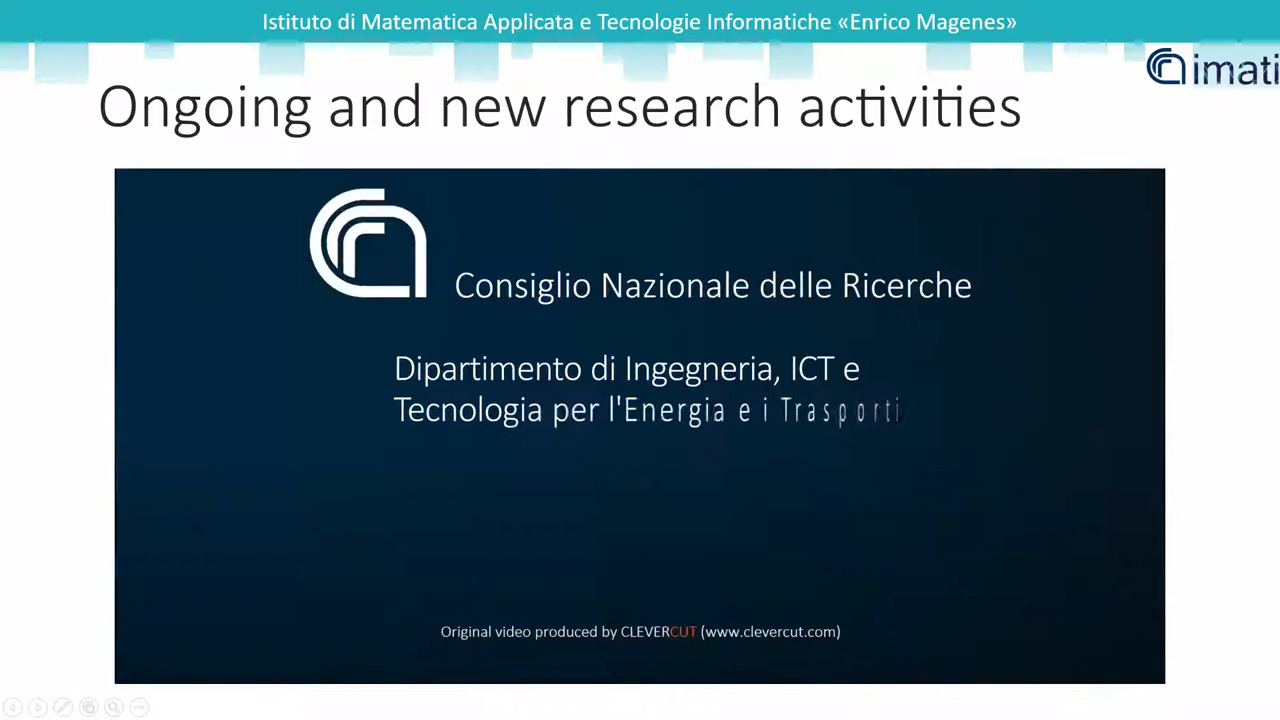 Istituto di Matematica Applicata e Tecnologie Informatiche «Enrico Magenes»
imati
Ongoing and new research activities
Consiglio Nazionale delle Ricerche
Dipartimento di Ingegneria, ICT e
Tecnologia per l'Energia e i Trasporti
Original video produced by CLEVERCUT (www.clevercut.com)